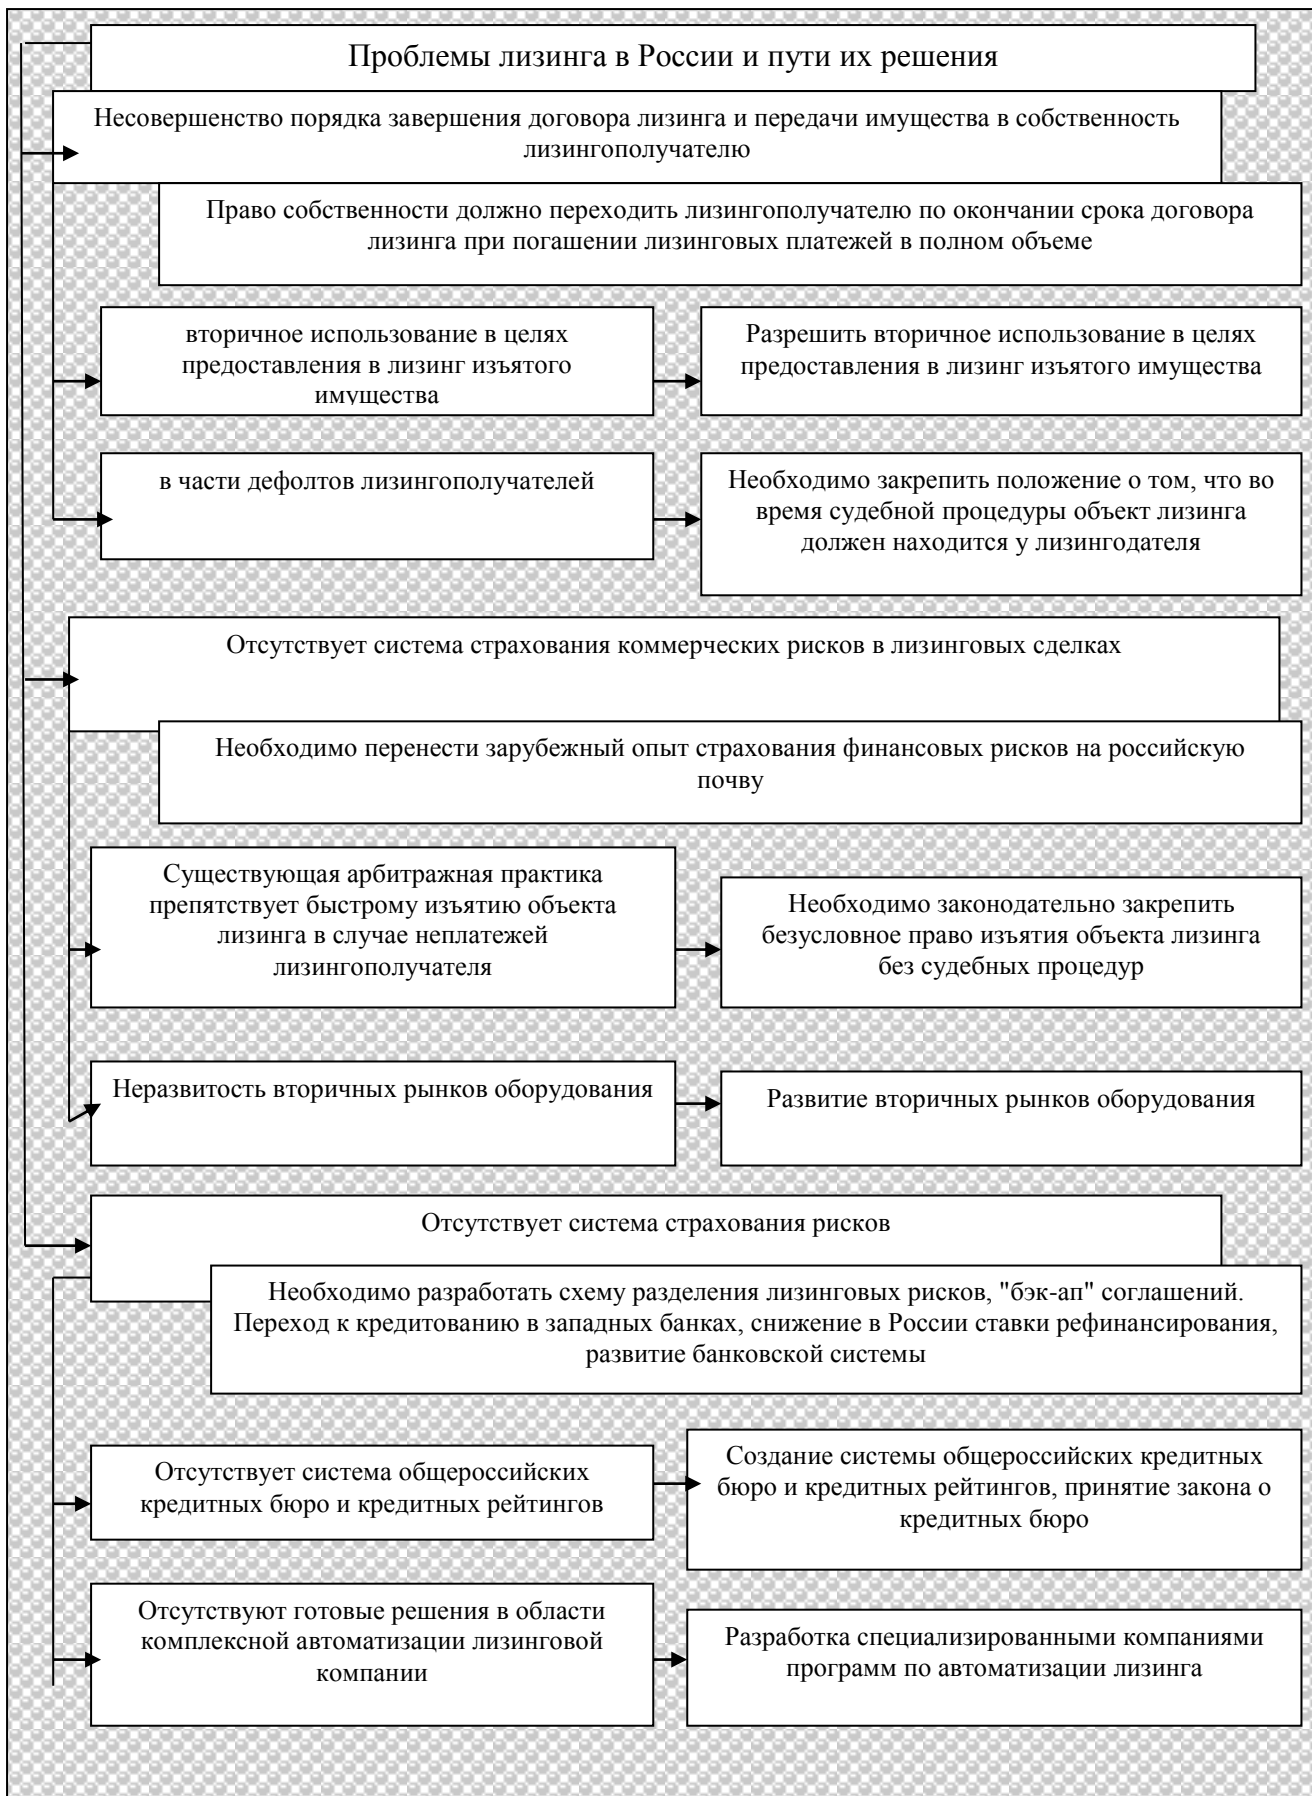 Проблемы лизинга в России и пути их решения
Несовершенство порядка завершения договора лизинга и передачи имущества в собственность
лизингополучателю
Право собственности должно переходить лизингополучателю по окончании срока договора
лизинга при погашении лизинговых платежей в полном объеме
вторичное использование в целях
предоставления в лизинг изъятого
имущества
Разрешить вторичное использование в целях
предоставления в лизинг изъятого имущества
в части дефолтов лизингополучателей
Необходимо закрепить положение о том, что во
время судебной процедуры объект лизинга
должен находится у лизингодателя
Отсутствует система страхования коммерческих рисков в лизинговых сделках
Необходимо перенести зарубежный опыт страхования финансовых рисков на российскую
почву
Существующая арбитражная практика
препятствует быстрому изъятию объекта
лизинга в случае неплатежей
лизингополучателя
Необходимо законодательно закрепить
безусловное право изъятия объекта лизинга
без судебных процедур
Неразвитость вторичных рынков оборудования
Развитие вторичных рынков оборудования
Отсутствует система страхования рисков
Необходимо разработать схему разделения лизинговых рисков, "бэк-ап" соглашений.
Переход к кредитованию в западных банках, снижение в России ставки рефинансирования,
развитие банковской системы
Отсутствует система общероссийских
кредитных бюро и кредитных рейтингов
Создание системы общероссийских кредитных
бюро и кредитных рейтингов, принятие закона о
кредитных бюро
Отсутствуют готовые решения в области
комплексной автоматизации лизинговой
компании
Разработка специализированными компаниями
программ по автоматизации лизинга